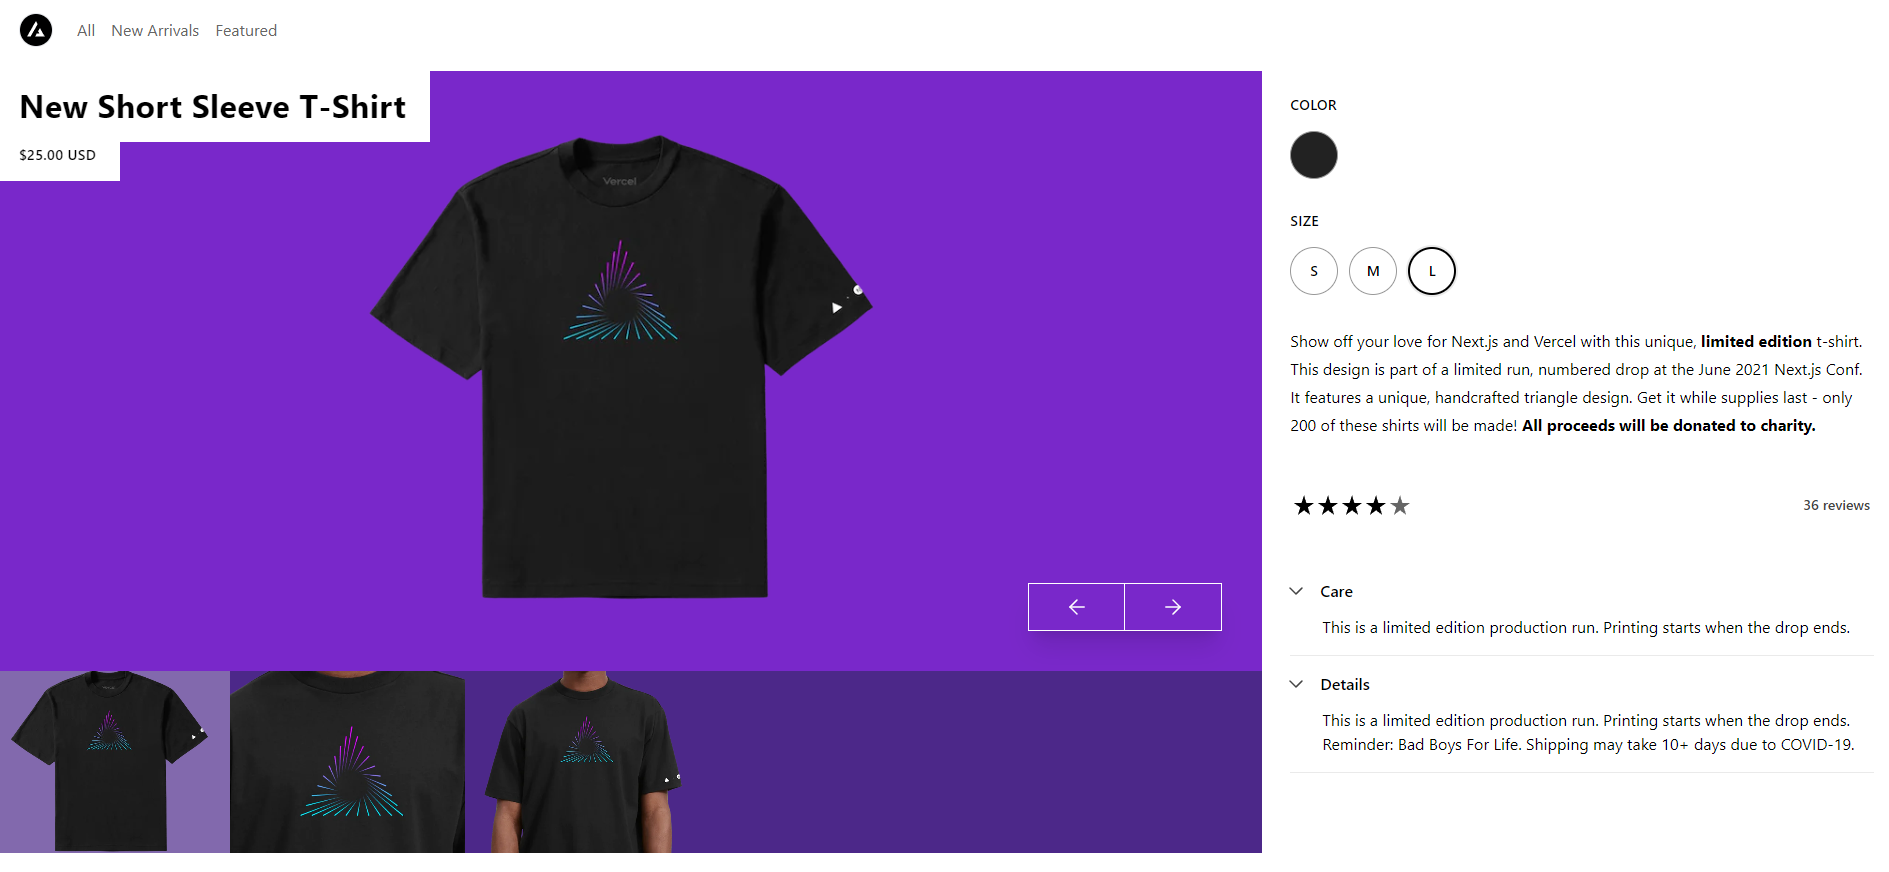 All New Arrivals Featured
New Short Sleeve T-Shirt
$25.00 USD
Vercel
COLOR
SIZE
S M L
Show off your love for Next.js and Vercel with this unique, limited edition t-shirt.
This design is part of a limited run, numbered drop at the June 2021 Next.js Conf.
It features a unique, handcrafted triangle design. Get it while supplies last - only
200 of these shirts will be made! All proceeds will be donated to charity.
36 reviews
Care
This is a limited edition production run. Printing starts when the drop ends.
Details
This is a limited edition production run. Printing starts when the drop ends.
Reminder: Bad Boys For Life. Shipping may take 10+ days due to COVID-19.